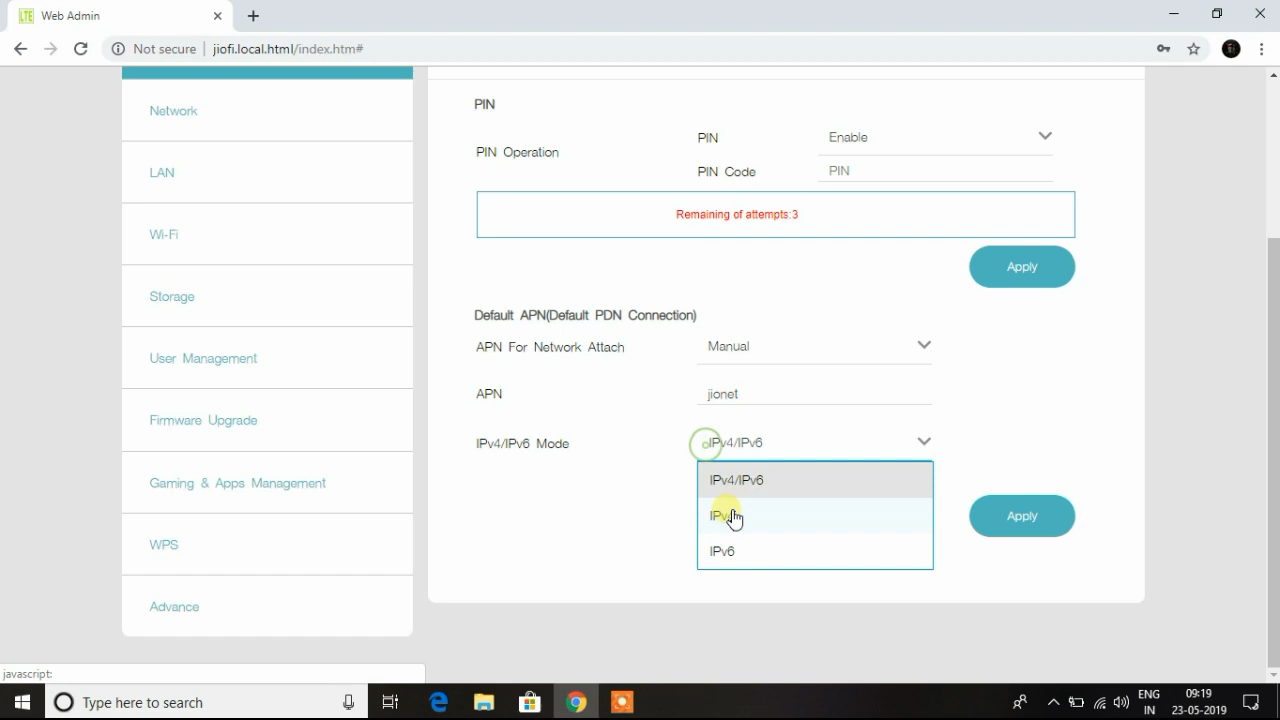 LTE
Web Admin
Not secure
jiofi.local.html/index.htm#
Network
LAN
Wi-Fi
Storage
User Management
Firmware Upgrade
Gaming & Apps Management
WPS
Advance
PIN
PIN Operation
PIN
Enable
PIN Code
PIN
Remaining of attempts:3
Apply
Default APN(Default PDN Connection)
APN For Network Attach
Manual
APN
jionet
IPv4/IPv6 Mode
IPv4/IPv6
IPv4/IPv6
IPv6
Apply
javascript:
Type here to search
ENG
IN
09:19
23-05-2019